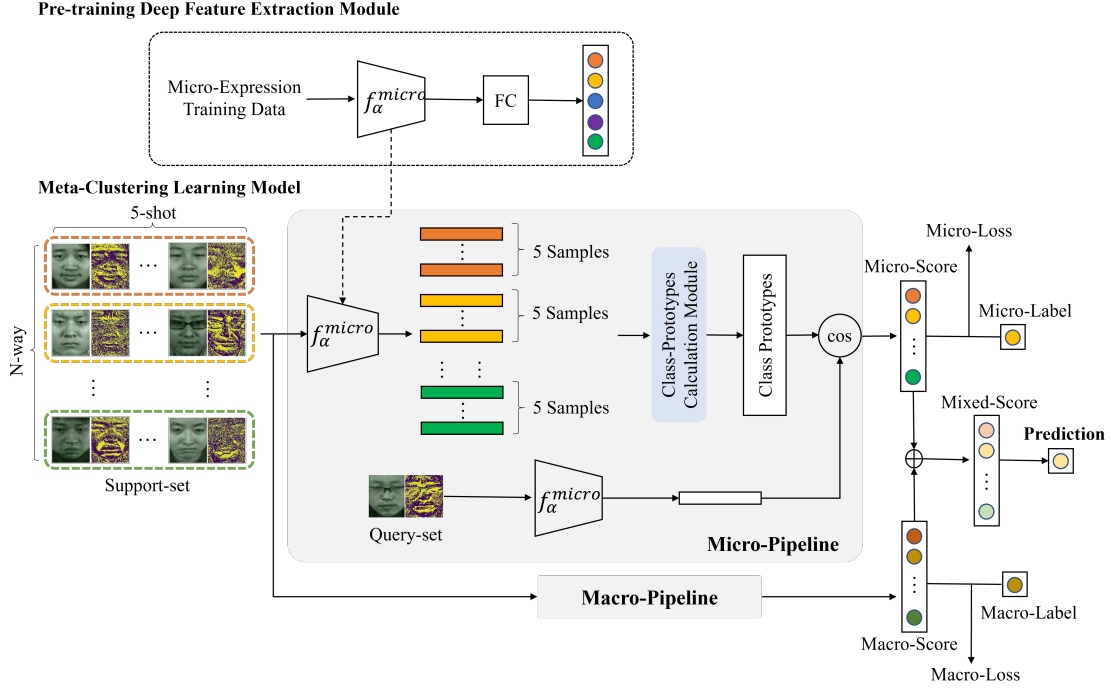 Pre-training Deep Feature Extraction Module
Micro-Expression
Training Data
f_α^micro
FC
Meta-Clustering Learning Model
5-shot
N-way
Support-set
f_α^micro
5 Samples
5 Samples
5 Samples
Class-Prototypes
Calculation Module
Class Prototypes
cos
Query-set
f_α^micro
Micro-Pipeline
Macro-Pipeline
Micro-Loss
Micro-Score
Micro-Label
Mixed-Score
Prediction
Macro-Label
Macro-Score
Macro-Loss